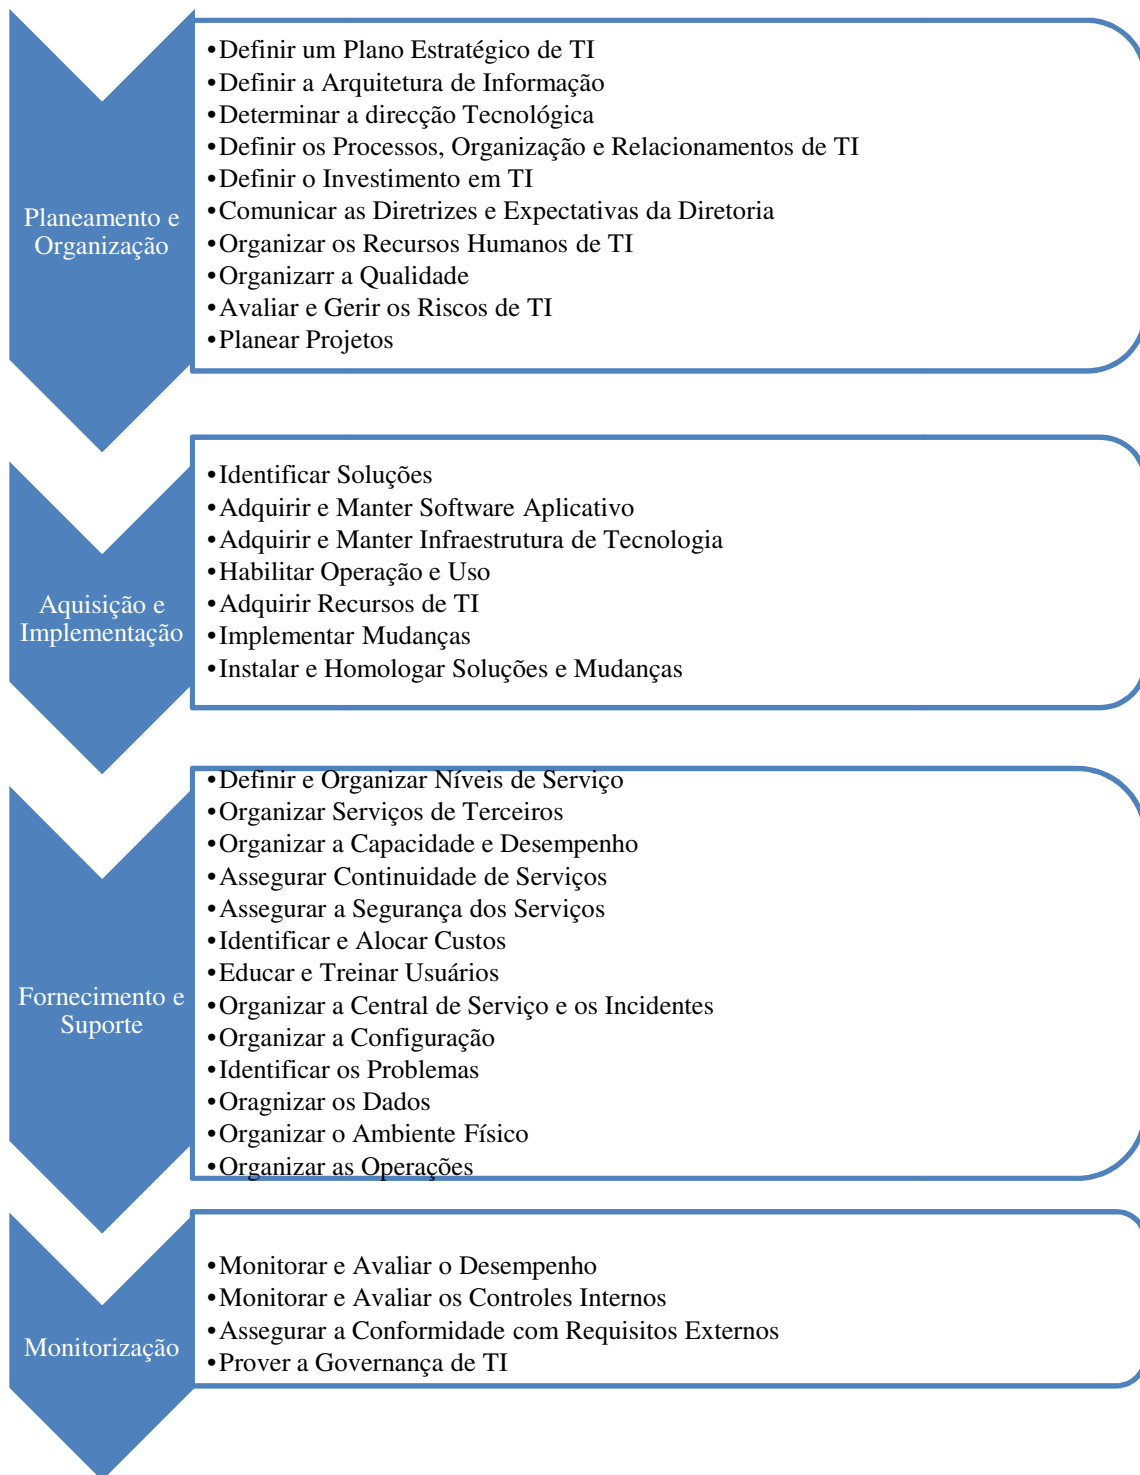 Planeamento e
Organização
•Definir um Plano Estratégico de TI
•Definir a Arquitetura de Informação
•Determinar a direcção Tecnológica
•Definir os Processos, Organização e Relacionamentos de TI
•Definir o Investimento em TI
•Comunicar as Diretrizes e Expectativas da Diretoria
•Organizar os Recursos Humanos de TI
•Organizarr a Qualidade
•Avaliar e Gerir os Riscos de TI
•Planear Projetos
Aquisição e
Implementação
•Identificar Soluções
•Adquirir e Manter Software Aplicativo
•Adquirir e Manter Infraestrutura de Tecnologia
•Habilitar Operação e Uso
•Adquirir Recursos de TI
•Implementar Mudanças
•Instalar e Homologar Soluções e Mudanças
Fornecimento e
Suporte
•Definir e Organizar Níveis de Serviço
•Organizar Serviços de Terceiros
•Organizar a Capacidade e Desempenho
•Assegurar Continuidade de Serviços
•Assegurar a Segurança dos Serviços
•Identificar e Alocar Custos
•Educar e Treinar Usuários
•Organizar a Central de Serviço e os Incidentes
•Organizar a Configuração
•Identificar os Problemas
•Oragnizar os Dados
•Organizar o Ambiente Físico
•Organizar as Operações
Monitorização
•Monitorar e Avaliar o Desempenho
•Monitorar e Avaliar os Controles Internos
•Assegurar a Conformidade com Requisitos Externos
•Prover a Governança de TI